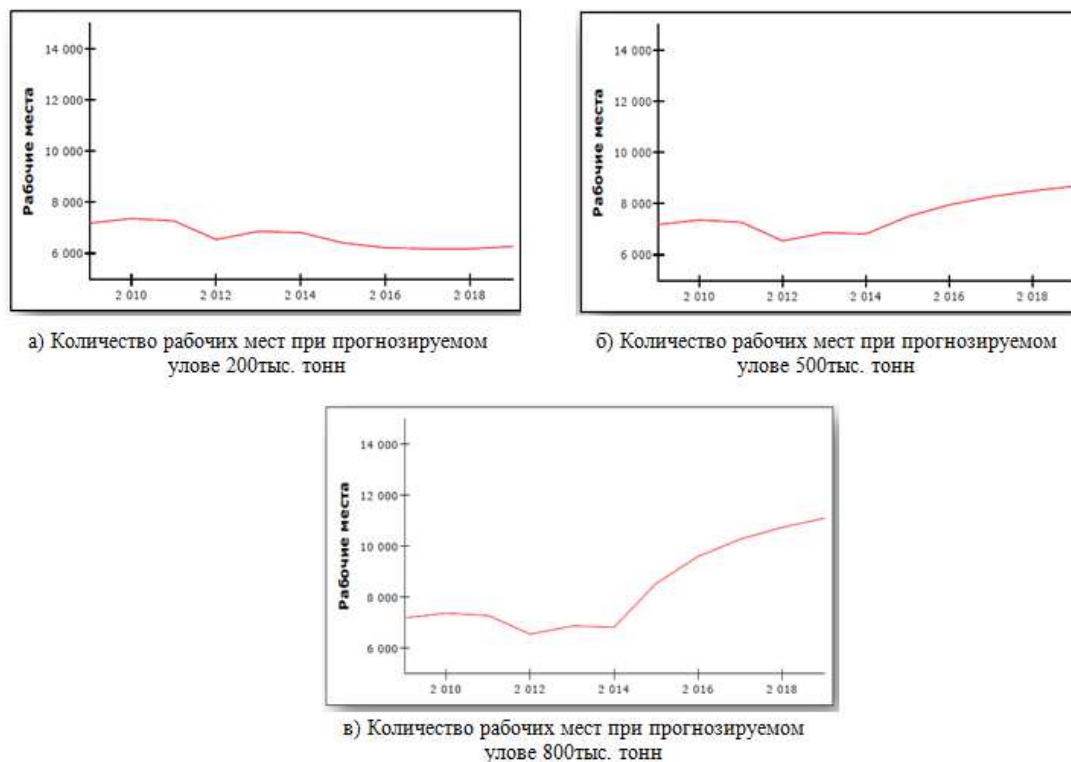 14 000
12 000
10 000
8 000
6 000
Рабочие места
2 010 2 012 2 014 2 016 2 018
а) Количество рабочих мест при прогнозируемом
улове 200тыс. тонн
14 000
12 000
10 000
8 000
6 000
Рабочие места
2 010 2 012 2 014 2 016 2 018
б) Количество рабочих мест при прогнозируемом
улове 500тыс. тонн
14 000
12 000
10 000
8 000
6 000
Рабочие места
2 010 2 012 2 014 2 016 2 018
в) Количество рабочих мест при прогнозируемом
улове 800тыс. тонн